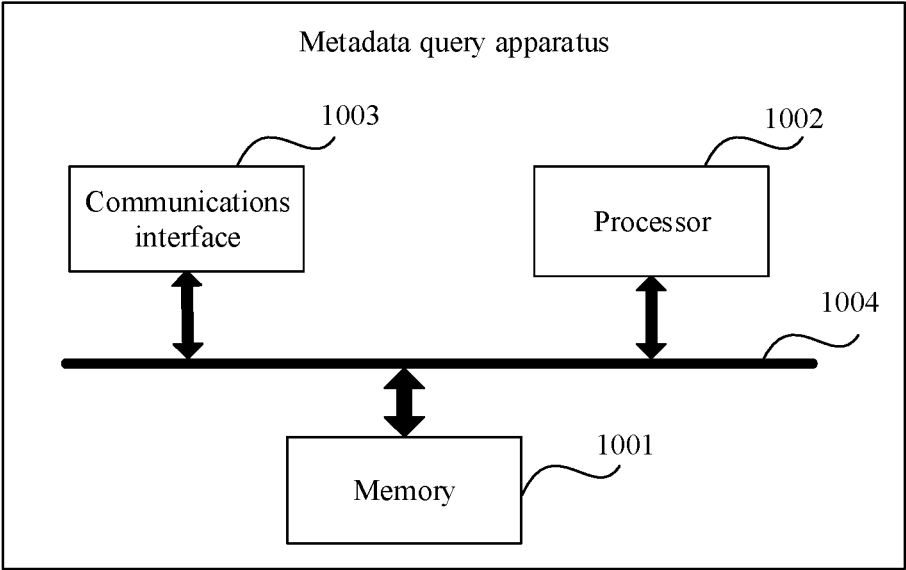 Metadata query apparatus
1003
1002
Communications
interface
Processor
1004
1001
Memory